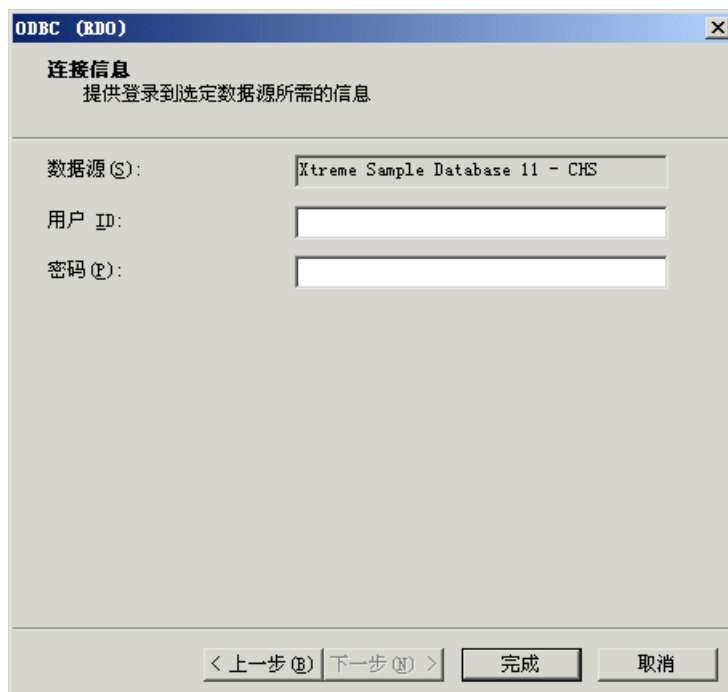 ODBC (RDO)
连接信息
提供登录到选定数据源所需的信息
数据源(S):
Xtreme Sample Database 11 - CHS
用户 ID:
密码(P):
< 上一步(B)
下一步(N) >
完成
取消